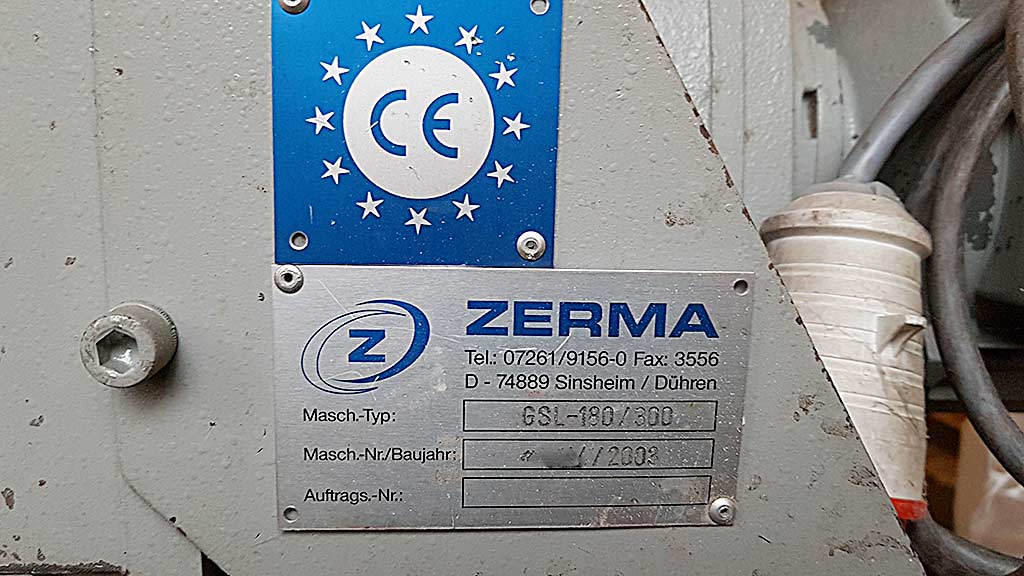 CE
Z
ZERMA
Tel.: 07261/9156-0 Fax: 3556
D - 74889 Sinsheim / Dühren
Masch.-Typ: GSL-180/300
Masch.-Nr./Baujahr: # //2003
Auftrags.-Nr.: